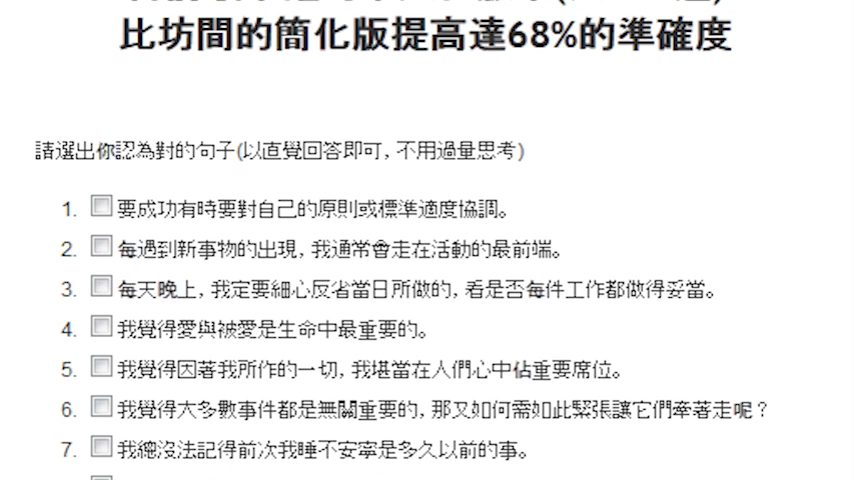 比坊間的簡化版提高達68%的準確度
請選出你認為對的句子(以直覺回答即可, 不用過量思考)
1. 要成功有時要對自己的原則或標準適度協調。
2. 每遇到新事物的出現, 我通常會走在活動的最前端。
3. 每天晚上, 我定要細心反省當日所做的, 看是否每件工作都做得妥當。
4. 我覺得愛與被愛是生命中最重要的。
5. 我覺得因著我所作的一切, 我堪當在人們心中佔重要席位。
6. 我覺得大多數事件都是無關重要的, 那又如何需如此緊張讓它們牽著走呢？
7. 我總沒法記得前次我睡不安寧是多久以前的事。